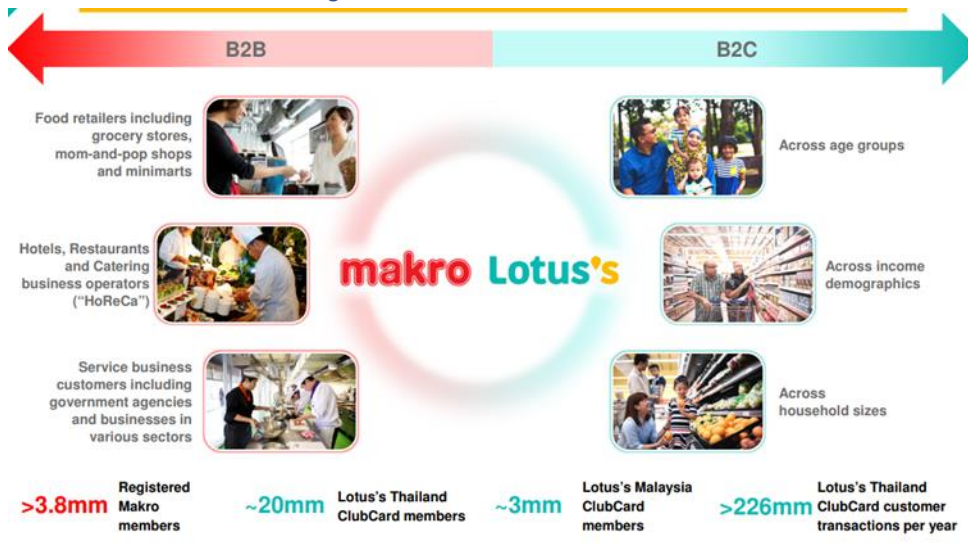 B2B
B2C
Food retailers including
grocery stores,
mom-and-pop shops
and minimarts
Across age groups
Hotels, Restaurants
and Catering
business operators
(“HoReCa”)
makro Lotus's
Across income
demographics
Service business
customers including
government agencies
and businesses in
various sectors
Across
household sizes
>3.8mm
Registered
Makro
members
~20mm
Lotus's Thailand
ClubCard members
~3mm
Lotus's Malaysia
ClubCard
members
>226mm
Lotus's Thailand
ClubCard customer
transactions per year